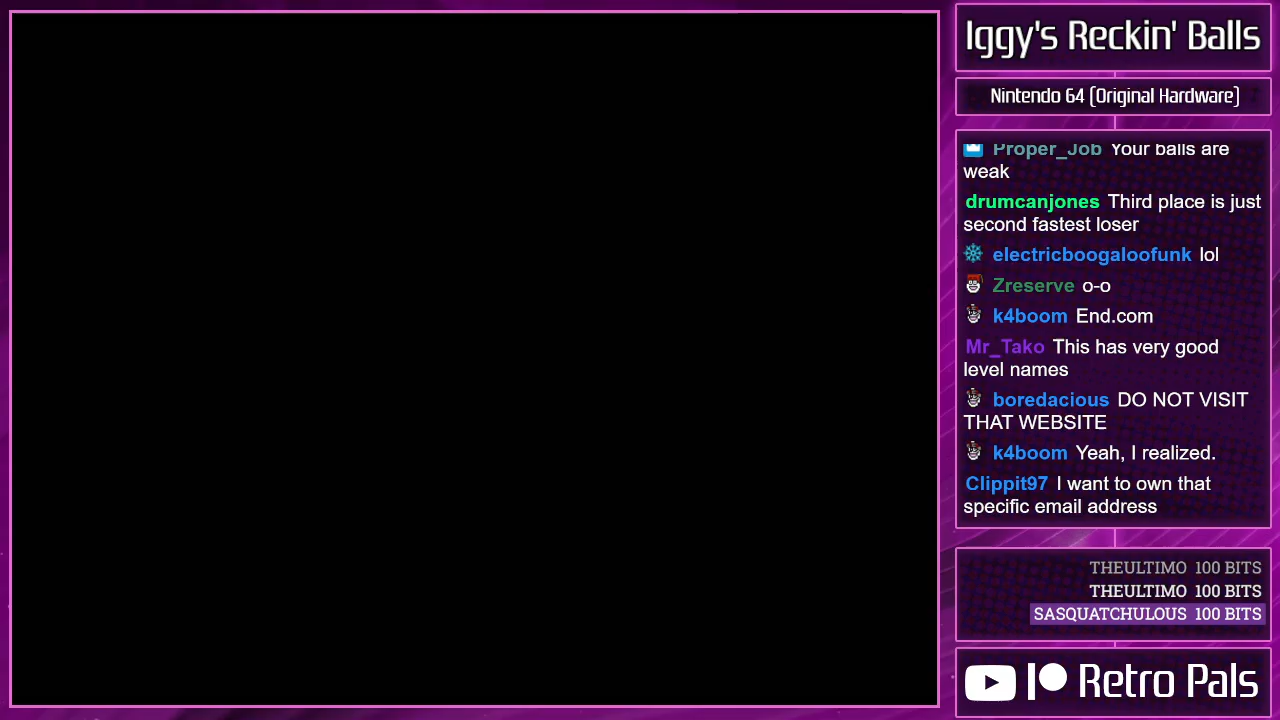 Iggy's Reckin' Balls
Nintendo 64 (Original Hardware)
Proper_Job Your balls are
weak
drumcanjones Third place is just
second fastest loser
electricboogaloofunk lol
Zreserve o-o
k4boom End.com
Mr_Tako This has very good
level names
boredacious DO NOT VISIT
THAT WEBSITE
k4boom Yeah, I realized.
Clippit97 I want to own that
specific email address
THEULTIMO 100 BITS
THEULTIMO 100 BITS
SASQUATCHULOUS 100 BITS
Retro Pals